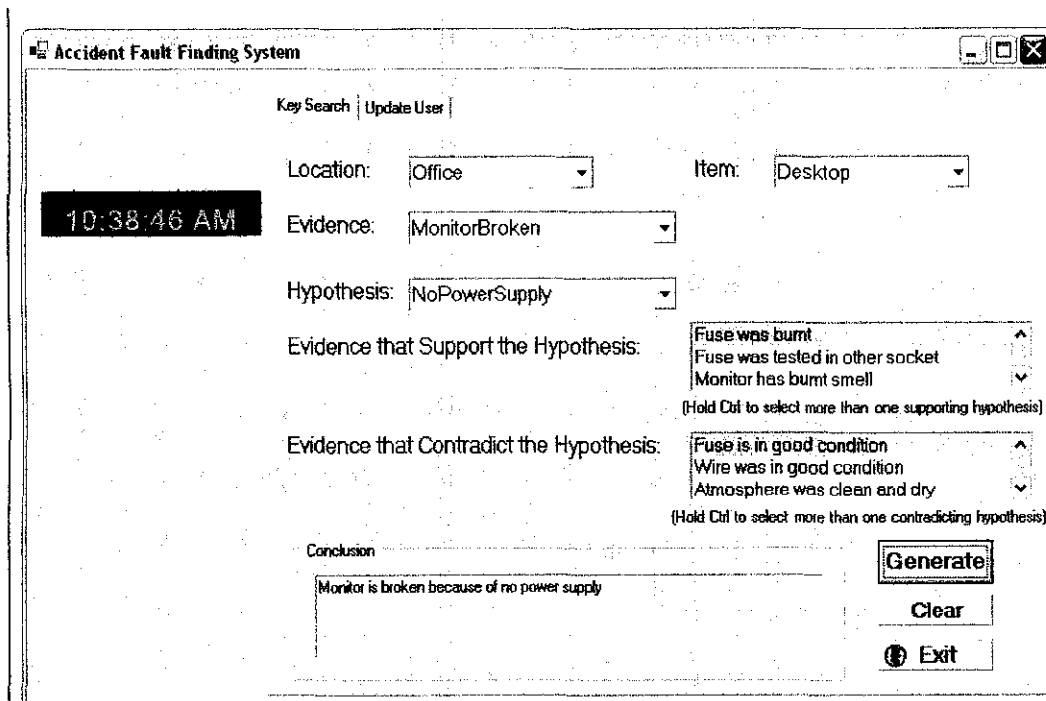 Accident Fault Finding System
Key Search Update User
Location: Office Item: Desktop
10:38:46 AM
Evidence: MonitorBroken
Hypothesis: NoPowerSupply
Evidence that Support the Hypothesis:
Fuse was burnt
Fuse was tested in other socket
Monitor has burnt smell
(Hold Ctrl to select more than one supporting hypothesis)
Evidence that Contradict the Hypothesis:
Fuse is in good condition
Wire was in good condition
Atmosphere was clean and dry
(Hold Ctrl to select more than one contradicting hypothesis)
Conclusion
Monitor is broken because of no power supply
Generate
Clear
Exit